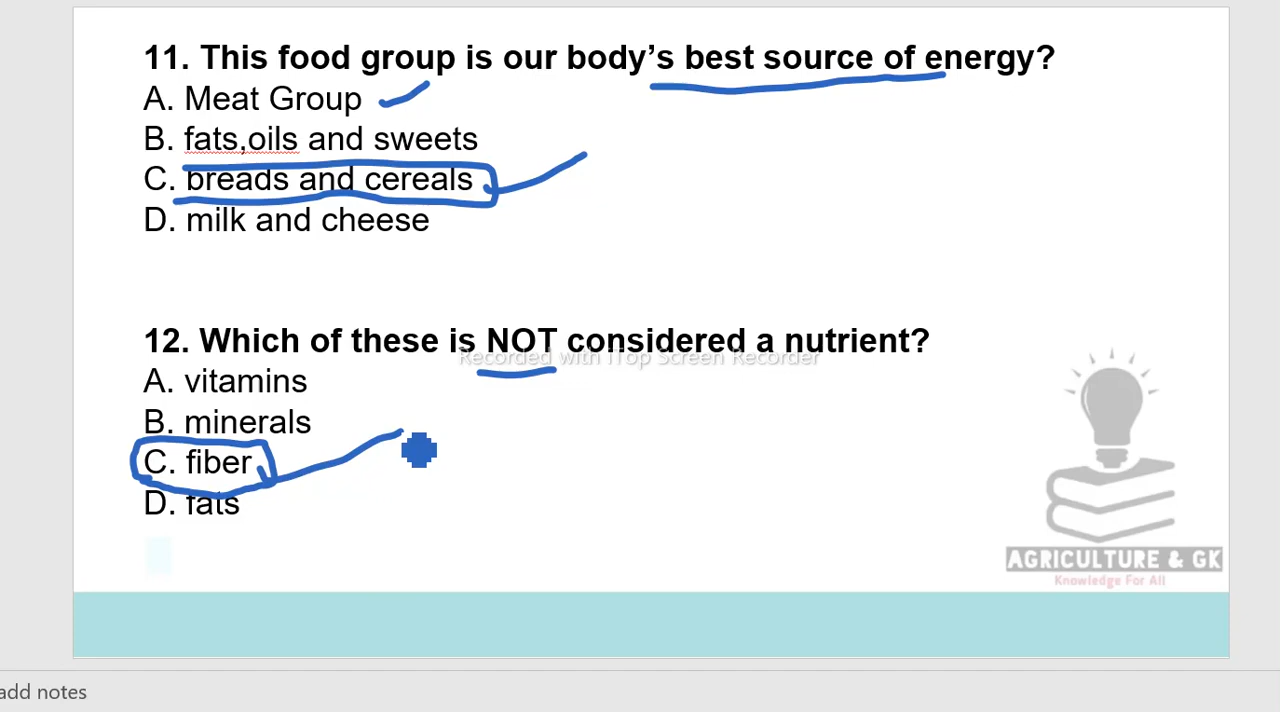 11. This food group is our body’s best source of energy?
A. Meat Group
B. fats,oils and sweets
C. breads and cereals
D. milk and cheese
12. Which of these is NOT considered a nutrient?
Recorded with iTop Screen Recorder
A. vitamins
B. minerals
C. fiber
D. fats
AGRICULTURE & GK
Knowledge For All
add notes